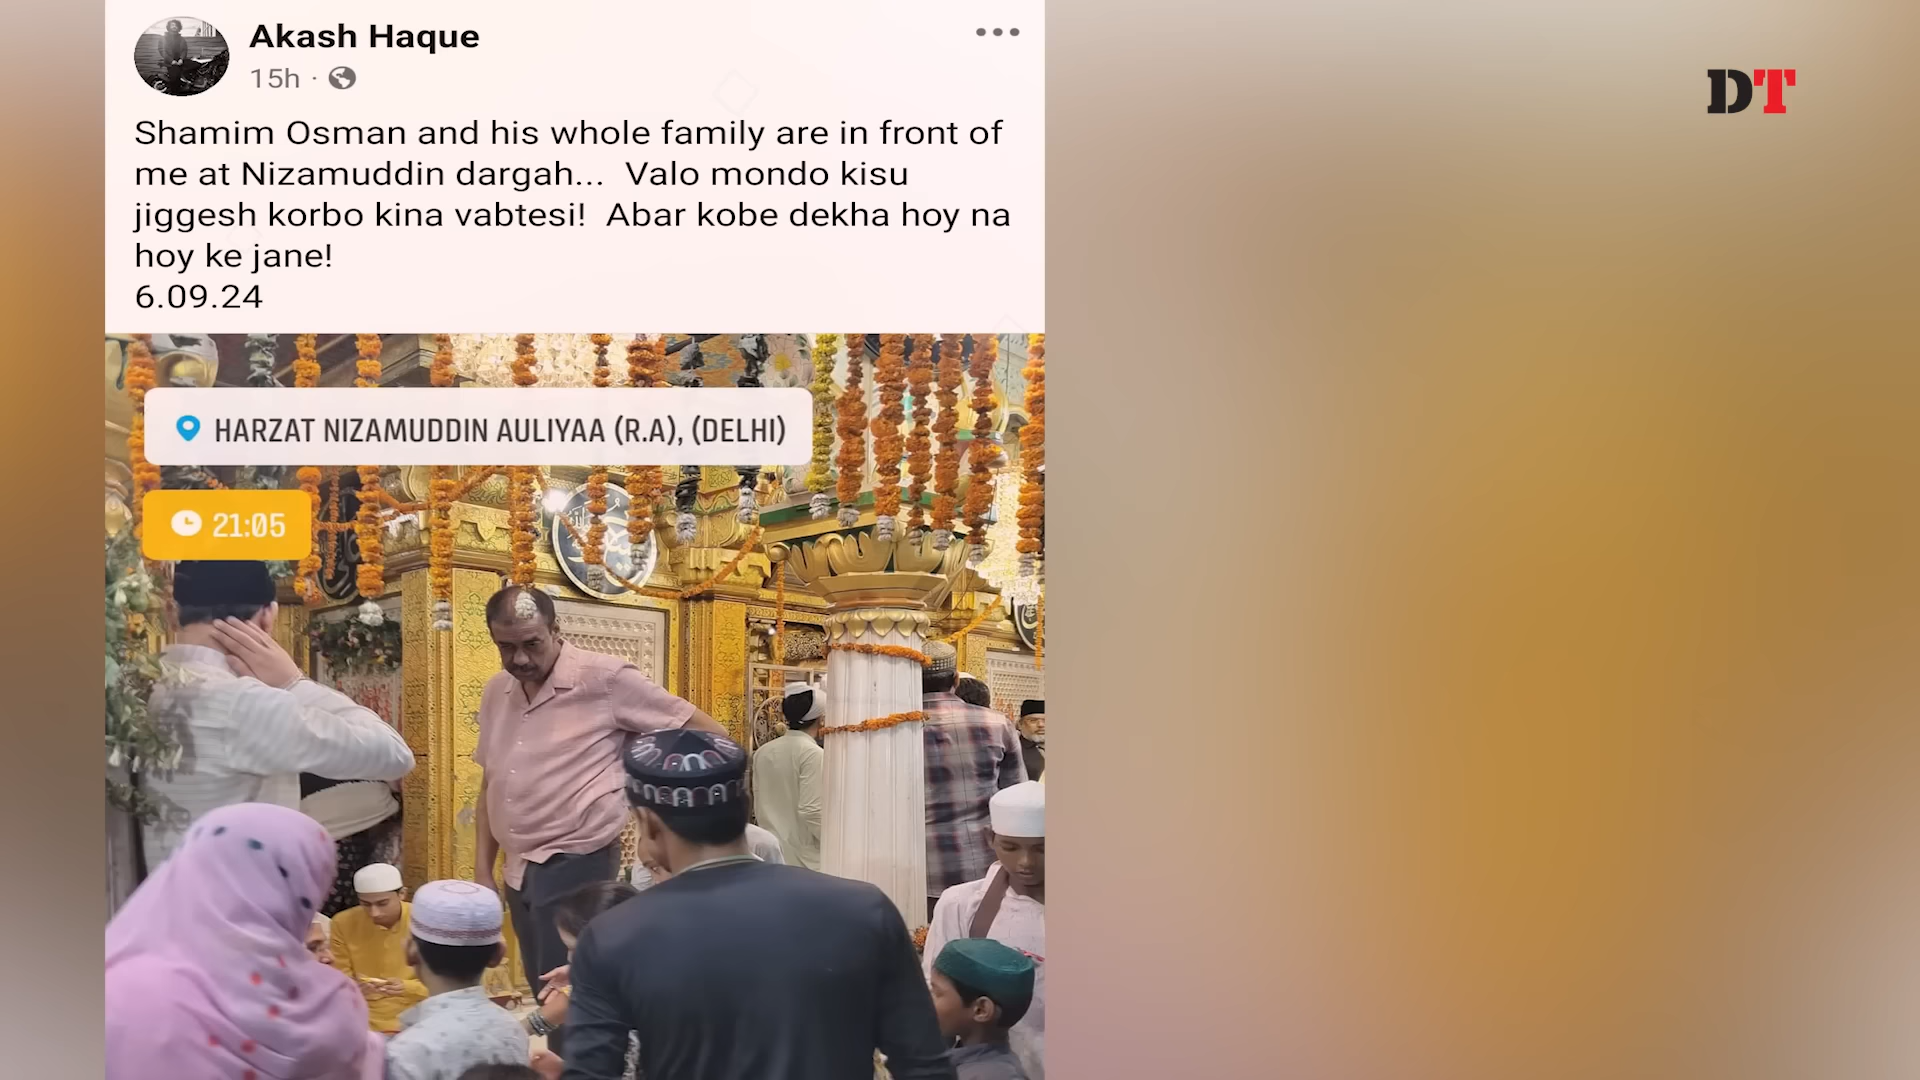 Akash Haque
15h ·
DT
Shamim Osman and his whole family are in front of
me at Nizamuddin dargah... Valo mondo kisu
jiggesh korbo kina vabtesi! Abar kobe dekha hoy na
hoy ke jane!
6.09.24
HARZAT NIZAMUDDIN AULIYAA (R.A), (DELHI)
21:05